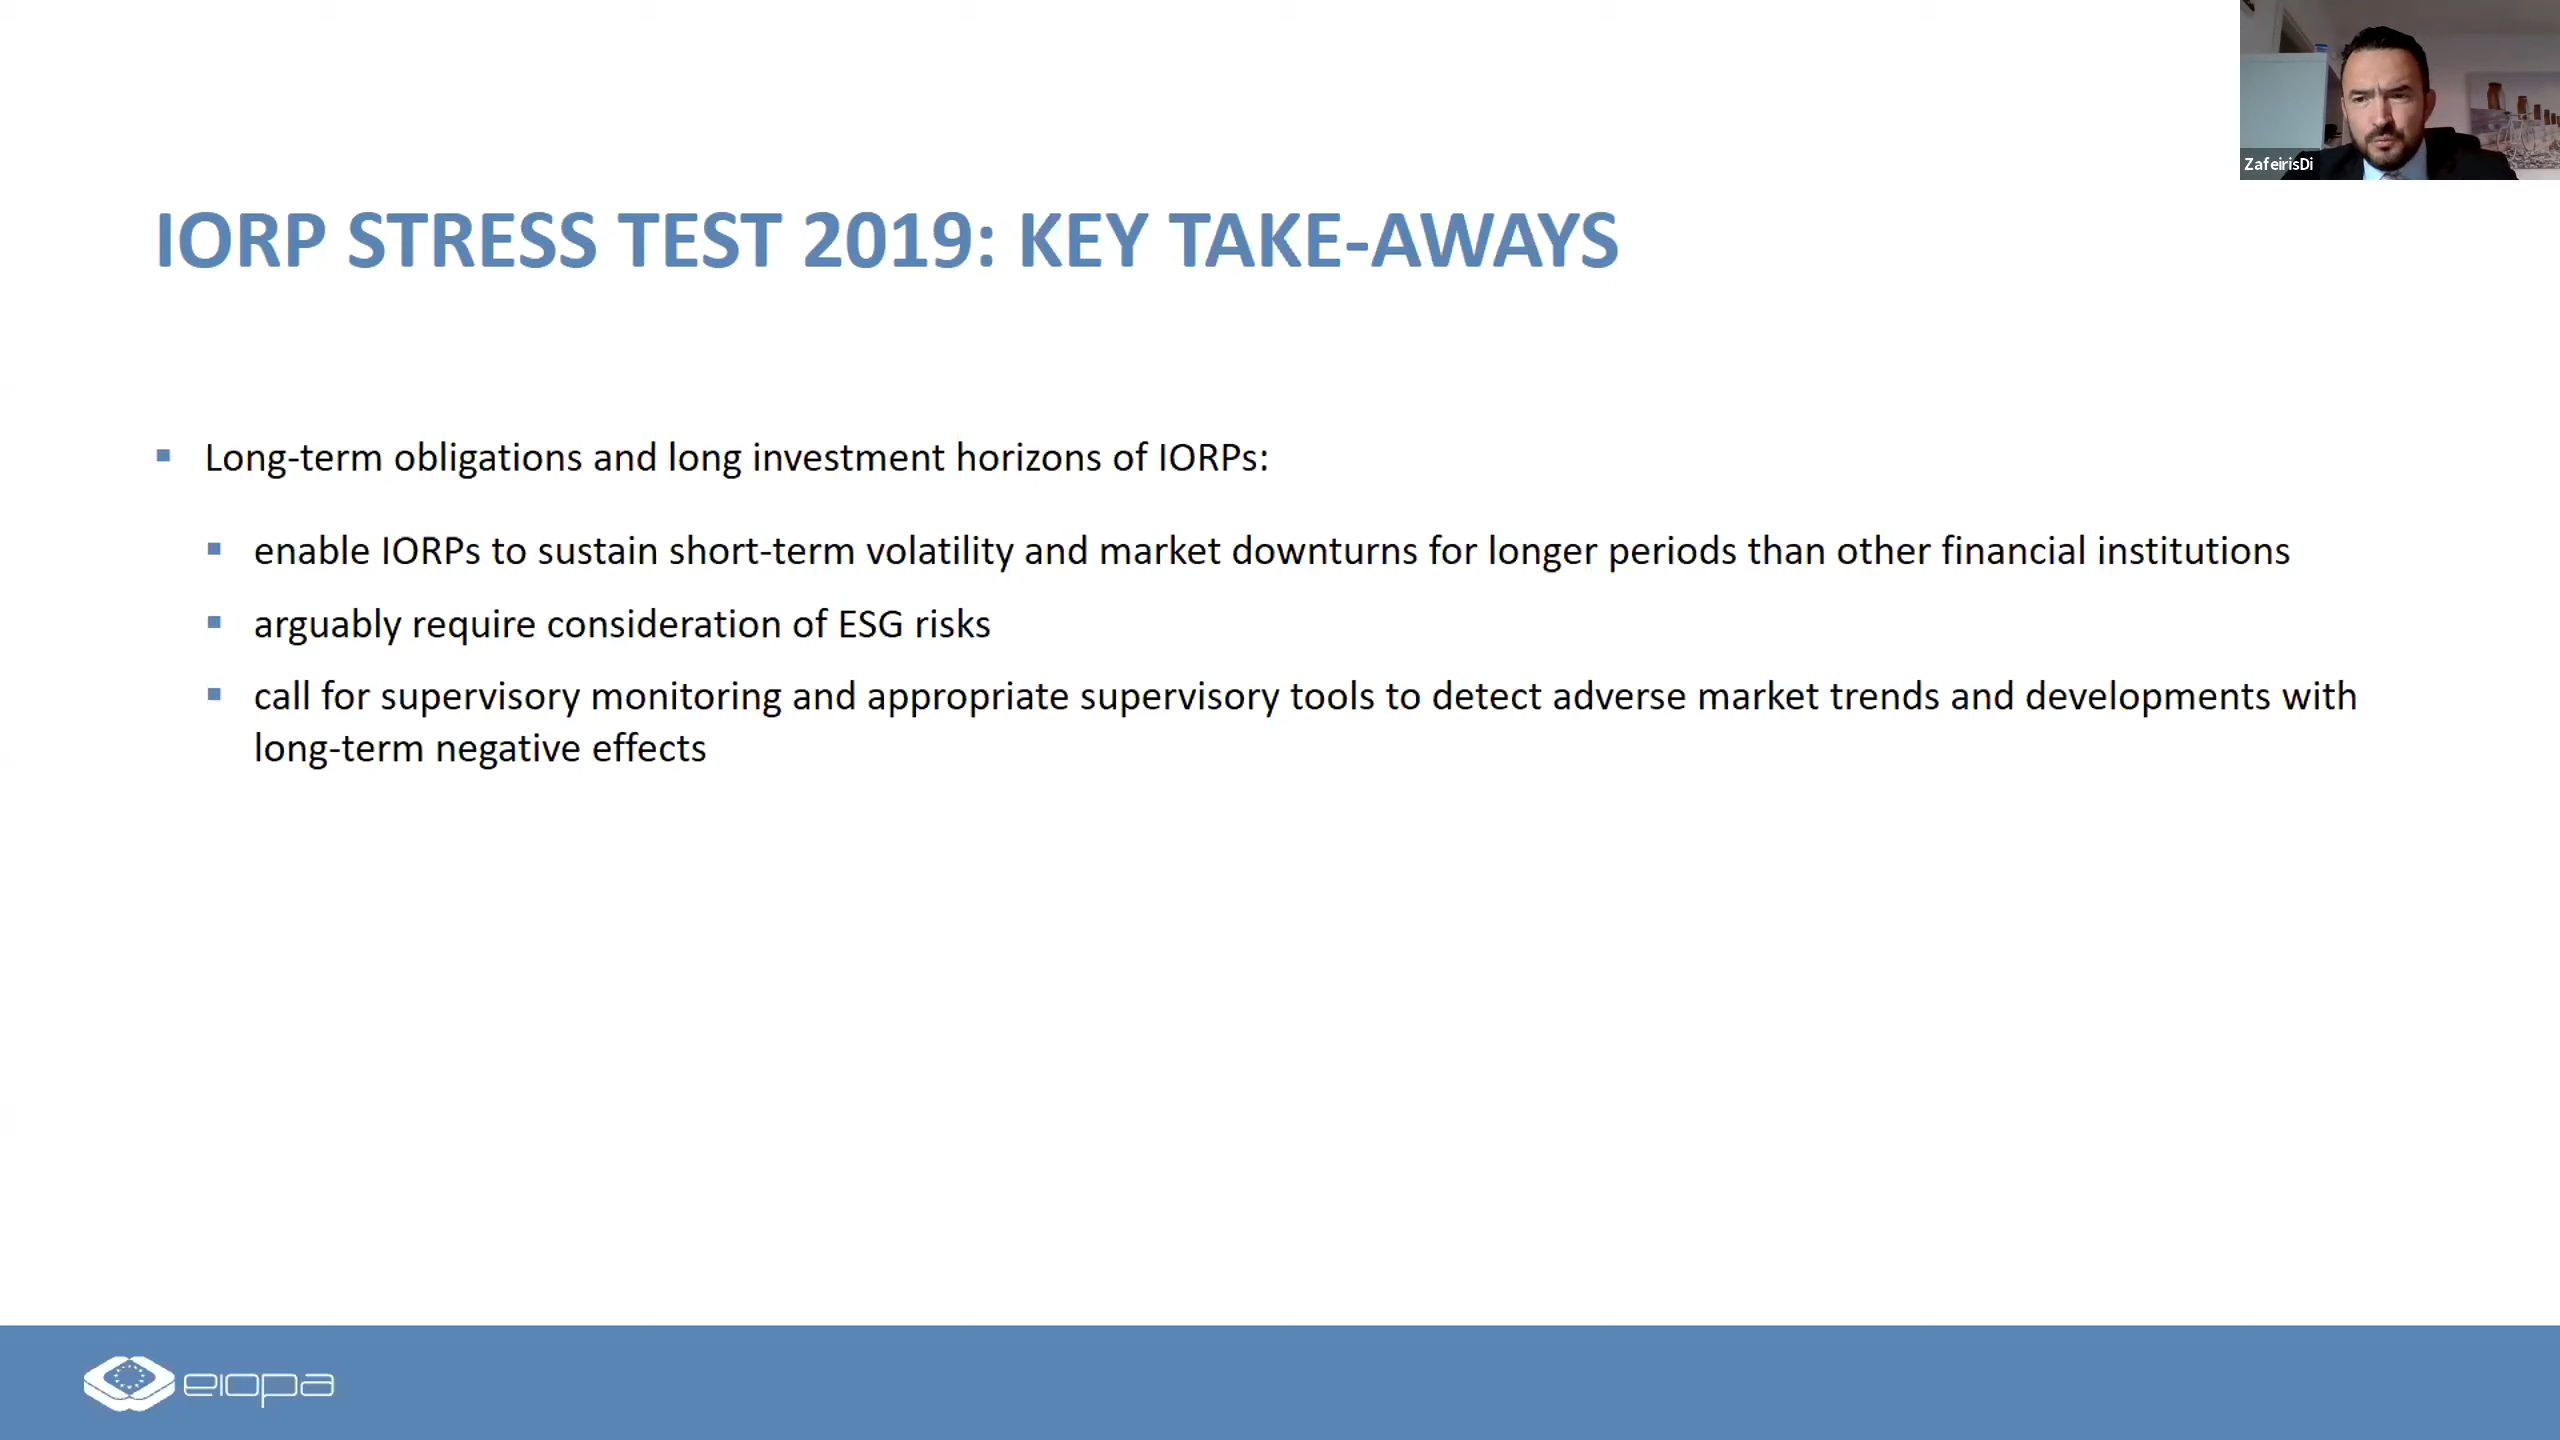 ZafeirisDi
IORP STRESS TEST 2019: KEY TAKE-AWAYS
Long-term obligations and long investment horizons of IORPs:
enable IORPs to sustain short-term volatility and market downturns for longer periods than other financial institutions
arguably require consideration of ESG risks
call for supervisory monitoring and appropriate supervisory tools to detect adverse market trends and developments with
long-term negative effects
eiopa